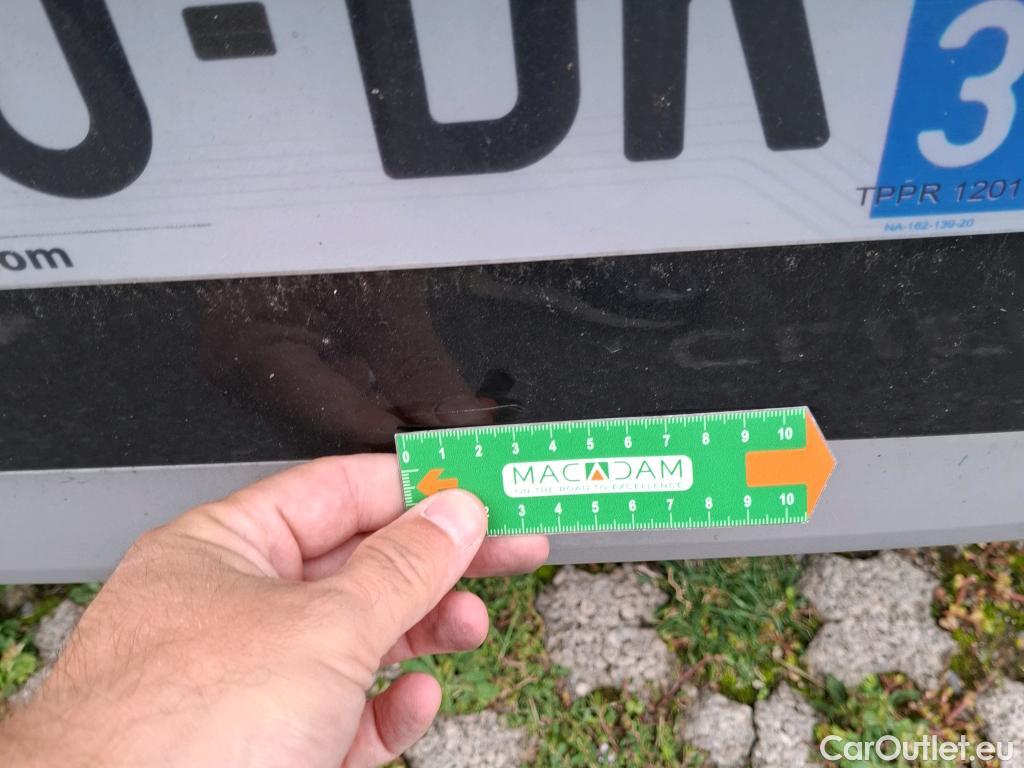 -DK
3
TPPR 1201
NA-162-139-20
om
0 1 2 3 4 5 6 7 8 9 10
MACADAM
ON THE ROAD TO EXCELLENCE
2 3 4 5 6 7 8 9 10
CarOutlet.eu